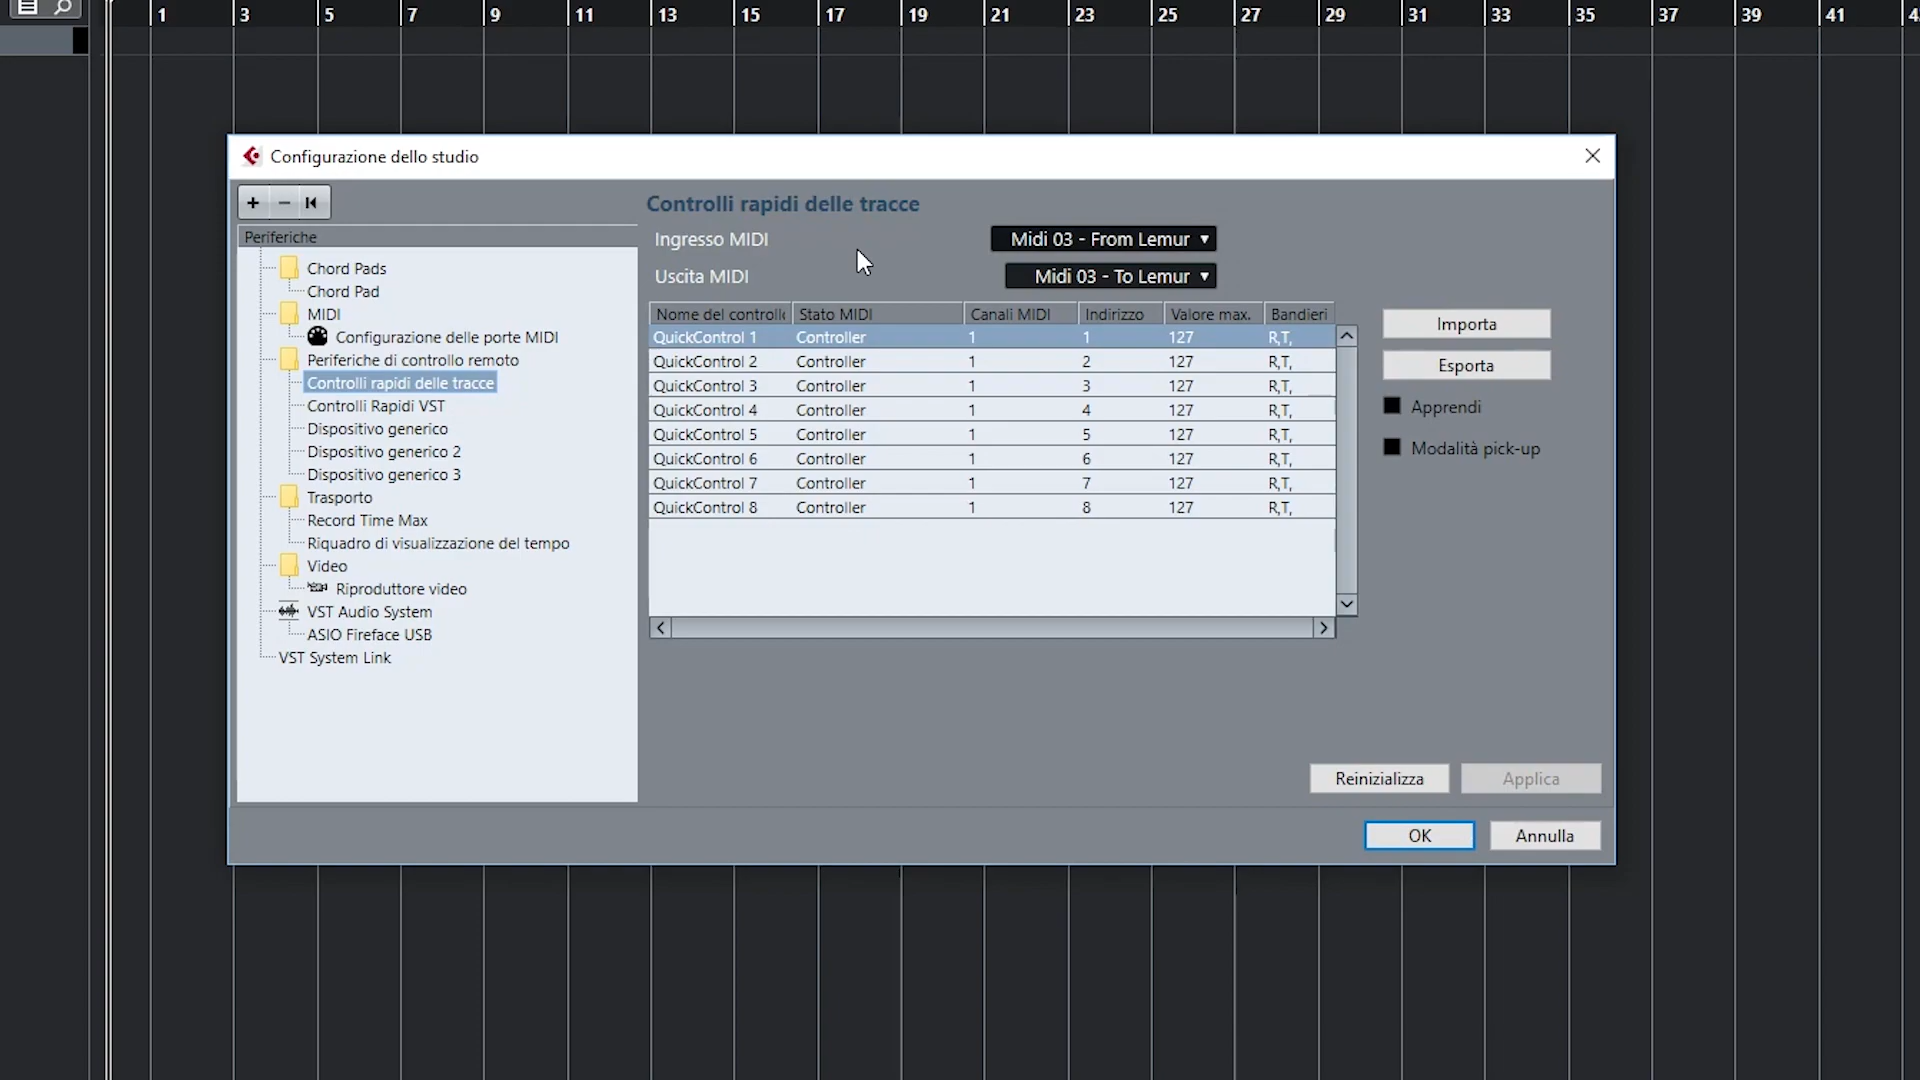 1 3 5 7 9 11 13 15 17 19 21 23 25 27 29 31 33 35 37 39 41
Configurazione dello studio
Periferiche
Chord Pads
Chord Pad
MIDI
Configurazione delle porte MIDI
Periferiche di controllo remoto
Controlli rapidi delle tracce
Controlli Rapidi VST
Dispositivo generico
Dispositivo generico 2
Dispositivo generico 3
Trasporto
Record Time Max
Riquadro di visualizzazione del tempo
Video
Riproduttore video
VST Audio System
ASIO Fireface USB
VST System Link
Controlli rapidi delle tracce
Ingresso MIDI Midi 03 - From Lemur
Uscita MIDI Midi 03 - To Lemur
Nome del controlle Stato MIDI Canali MIDI Indirizzo Valore max. Bandieri
QuickControl 1 Controller 1 1 127 R,T,
QuickControl 2 Controller 1 2 127 R,T,
QuickControl 3 Controller 1 3 127 R,T,
QuickControl 4 Controller 1 4 127 R,T,
QuickControl 5 Controller 1 5 127 R,T,
QuickControl 6 Controller 1 6 127 R,T,
QuickControl 7 Controller 1 7 127 R,T,
QuickControl 8 Controller 1 8 127 R,T,
Importa
Esporta
Apprendi
Modalità pick-up
Reinizializza Applica
OK Annulla